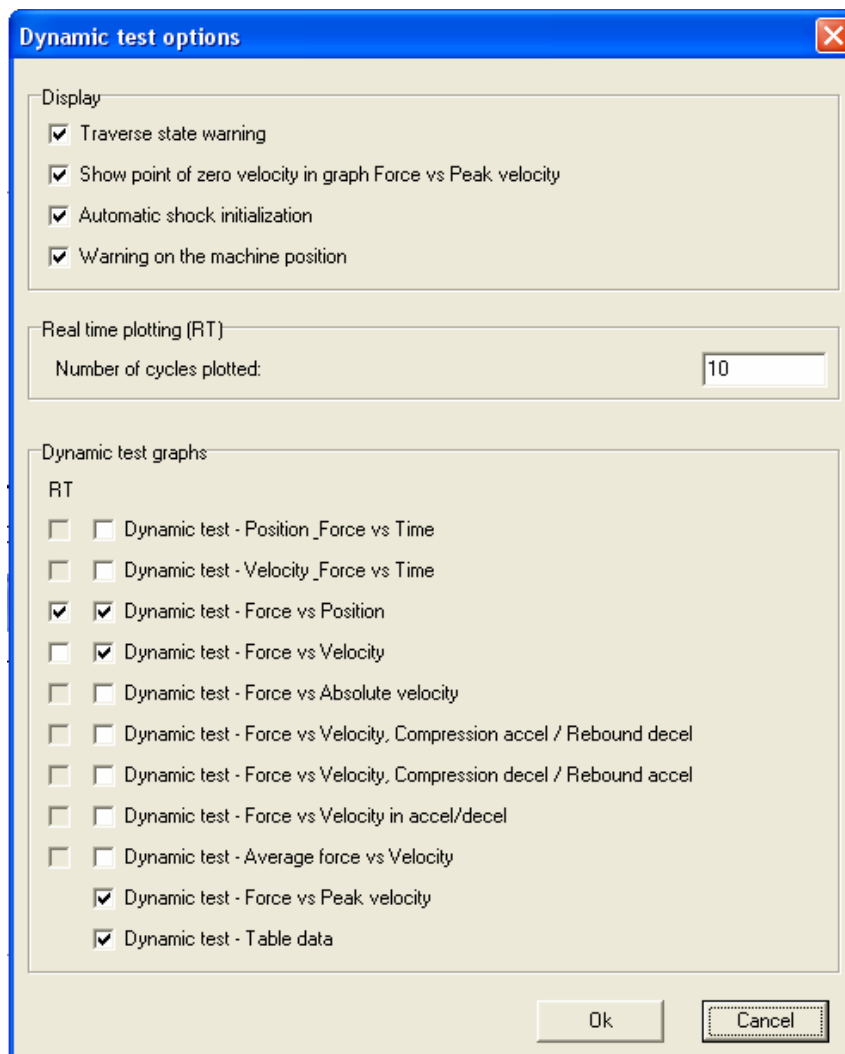 Dynamic test options
Display
Traverse state warning
Show point of zero velocity in graph Force vs Peak velocity
Automatic shock initialization
Warning on the machine position
Real time plotting (RT)
Number of cycles plotted: 10
Dynamic test graphs
RT
Dynamic test - Position _Force vs Time
Dynamic test - Velocity _Force vs Time
Dynamic test - Force vs Position
Dynamic test - Force vs Velocity
Dynamic test - Force vs Absolute velocity
Dynamic test - Force vs Velocity, Compression accel / Rebound decel
Dynamic test - Force vs Velocity, Compression decel / Rebound accel
Dynamic test - Force vs Velocity in accel/decel
Dynamic test - Average force vs Velocity
Dynamic test - Force vs Peak velocity
Dynamic test - Table data
Ok Cancel